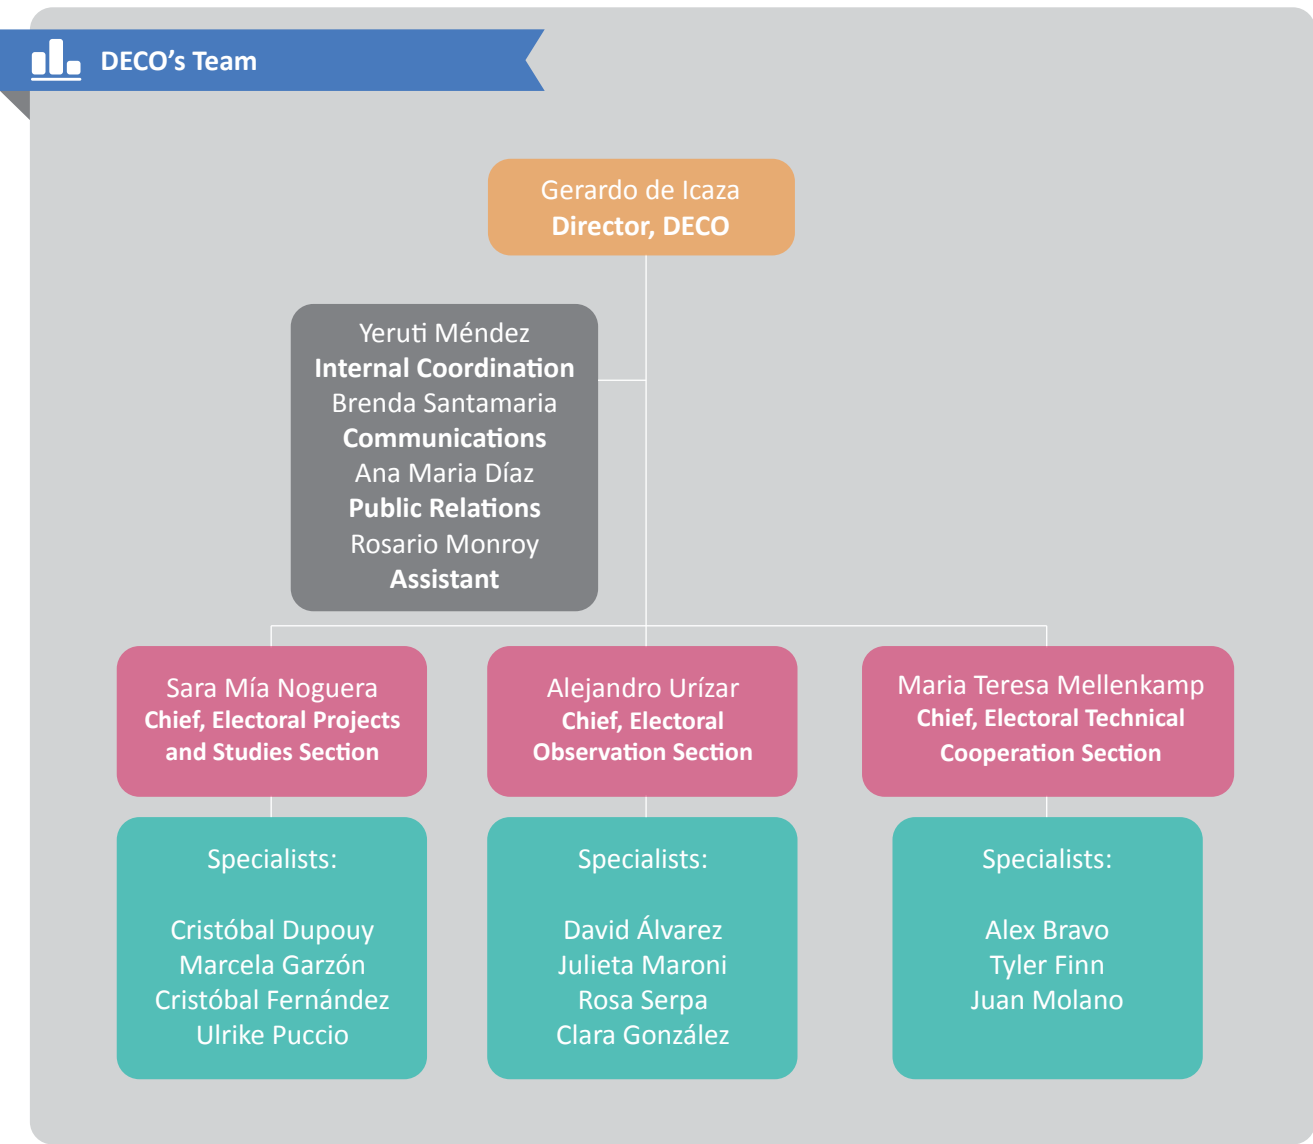 DECO’s Team
Gerardo de Icaza
Director, DECO
Yeruti Méndez
Internal Coordination
Brenda Santamaria
Communications
Ana Maria Díaz
Public Relations
Rosario Monroy
Assistant
Sara Mía Noguera
Chief, Electoral Projects
and Studies Section
Alejandro Urízar
Chief, Electoral
Observation Section
Maria Teresa Mellenkamp
Chief, Electoral Technical
Cooperation Section
Specialists:
Cristóbal Dupouy
Marcela Garzón
Cristóbal Fernández
Ulrike Puccio
Specialists:
David Álvarez
Julieta Maroni
Rosa Serpa
Clara González
Specialists:
Alex Bravo
Tyler Finn
Juan Molano